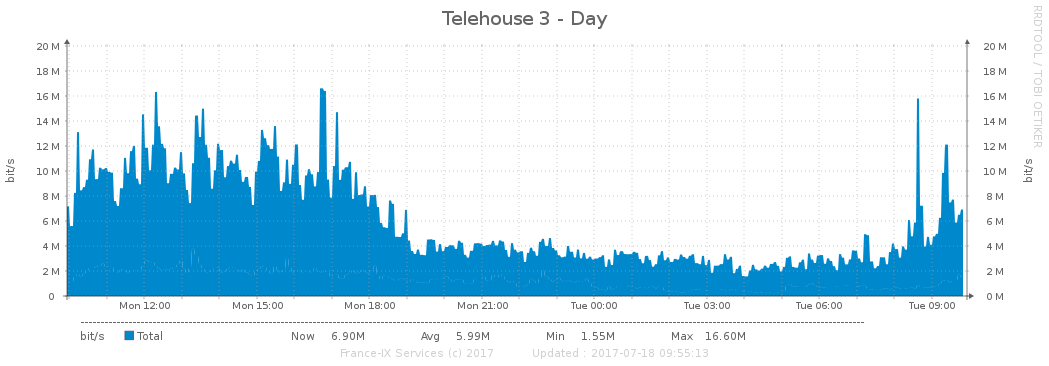 Telehouse 3 - Day
RRDTOOL / TOBI OETIKER
bit/s
20 M
18 M
16 M
14 M
12 M
10 M
8 M
6 M
4 M
2 M
0
20 M
18 M
16 M
14 M
12 M
10 M
8 M
6 M
4 M
2 M
0 M
bit/s
Mon 12:00 Mon 15:00 Mon 18:00 Mon 21:00 Tue 00:00 Tue 03:00 Tue 06:00 Tue 09:00
bit/s Total Now 6.90M Avg 5.99M Min 1.55M Max 16.60M
France-IX Services (c) 2017 Updated : 2017-07-18 09:55:13